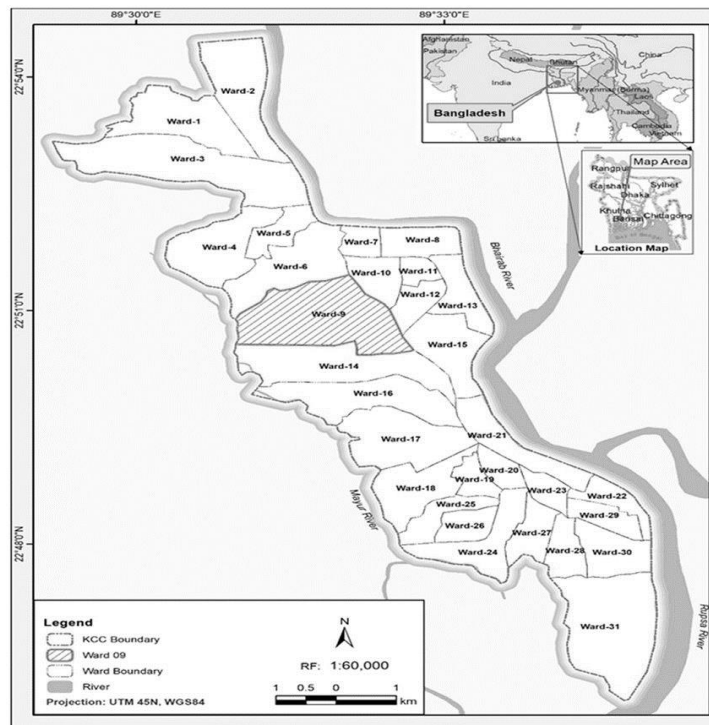 89°30'0"E
89°33'0"E
22°54'0"N
22°51'0"N
22°48'0"N
Afghanistan
Pakistan
Nepal
Bhutan
China
India
Myanmar (Burma)
Laos
Thailand
Cambodia
Vietnam
Sri Lanka
Bangladesh
Map Area
Rangpur
Rajshahi
Sylhet
Dhaka
Khulna
Barisal
Chittagong
Bay of Bengal
Location Map
Ward-2
Ward-1
Ward-3
Ward-4
Ward-5
Ward-6
Ward-7
Ward-8
Ward-10
Ward-11
Ward-12
Ward-13
Ward-9
Ward-15
Ward-14
Ward-16
Ward-17
Ward-21
Ward-18
Ward-19
Ward-20
Ward-23
Ward-22
Ward-25
Ward-29
Ward-26
Ward-27
Ward-24
Ward-28
Ward-30
Ward-31
Bhairab River
Mayur River
Rupsa River
Legend
KCC Boundary
Ward 09
Ward Boundary
River
Projection: UTM 45N, WGS84
N
RF: 1:60,000
1 0.5 0 1
km